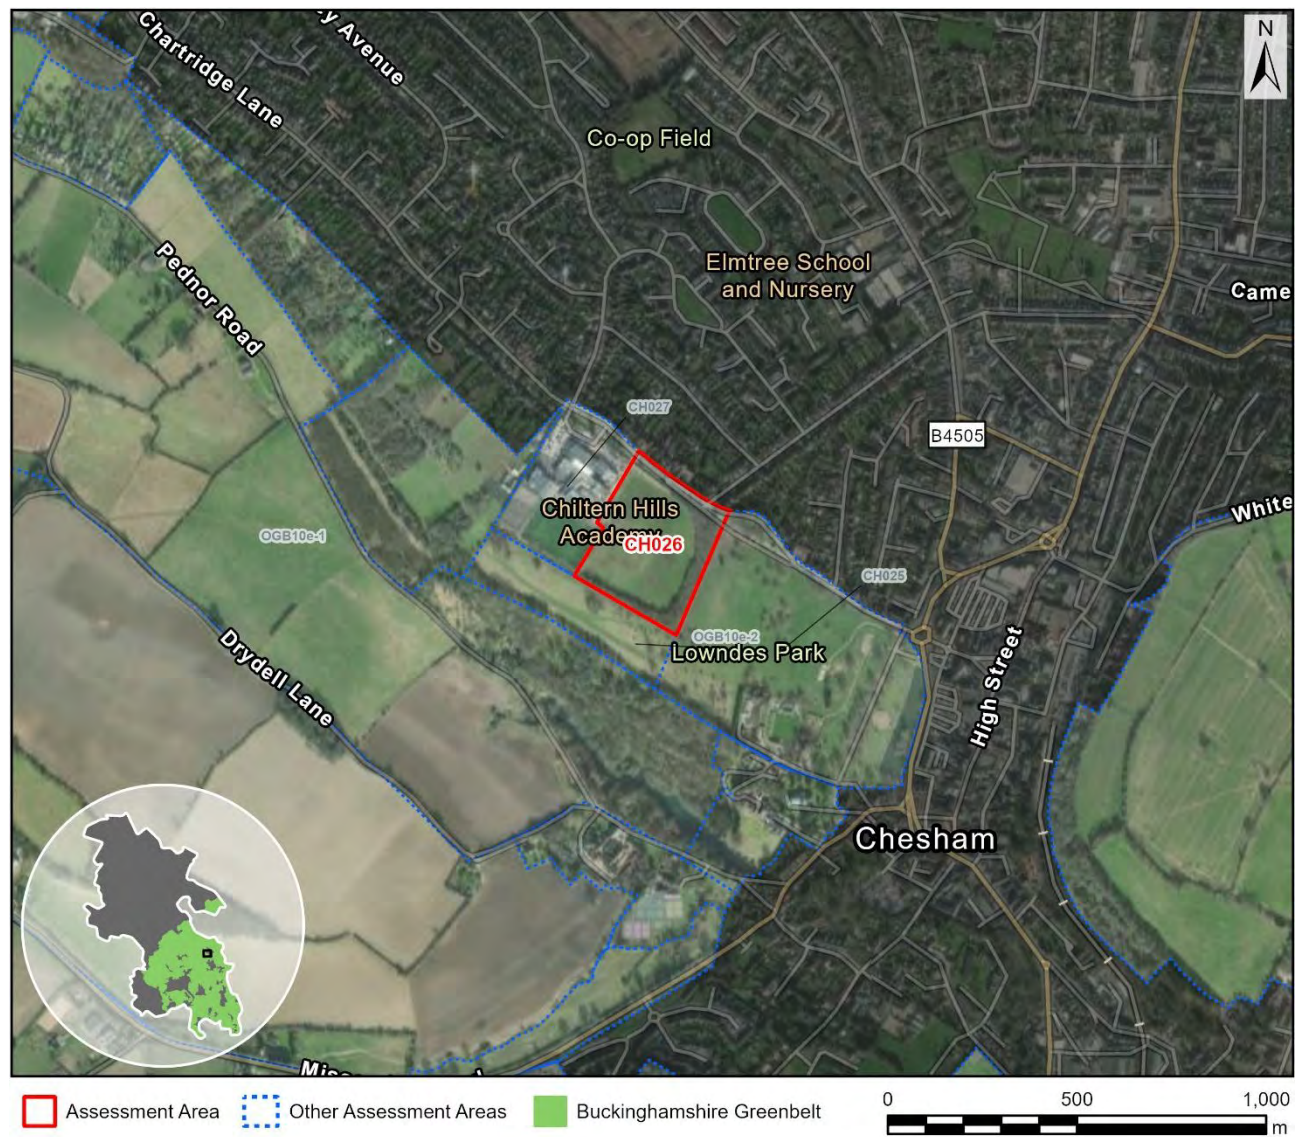 N
Chartridge Lane
y Avenue
Co-op Field
Elmtree School
and Nursery
Came
Pednor Road
CH027
B4505
White
Chiltern Hills
Academy
CH026
OGB10e-1
CH025
OGB10e-2
Lowndes Park
Drydell Lane
High Street
Chesham
Mis
Assessment Area
Other Assessment Areas
Buckinghamshire Greenbelt
0 500 1,000
m